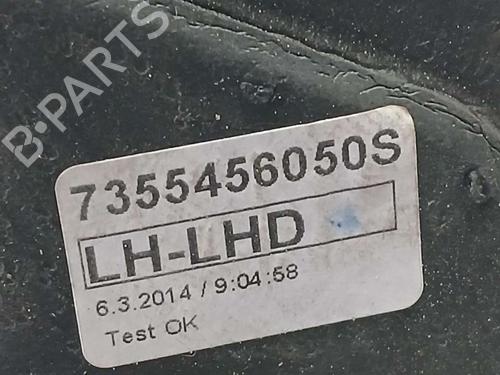 B-PARTS
7355456050S
LH-LHD
6.3.2014 / 9:04:58
Test OK